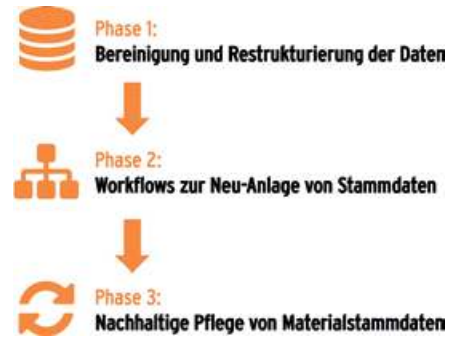 Phase 1:
Bereinigung und Restrukturierung der Daten
Phase 2:
Workflows zur Neu-Anlage von Stammdaten
Phase 3:
Nachhaltige Pflege von Materialstammdaten